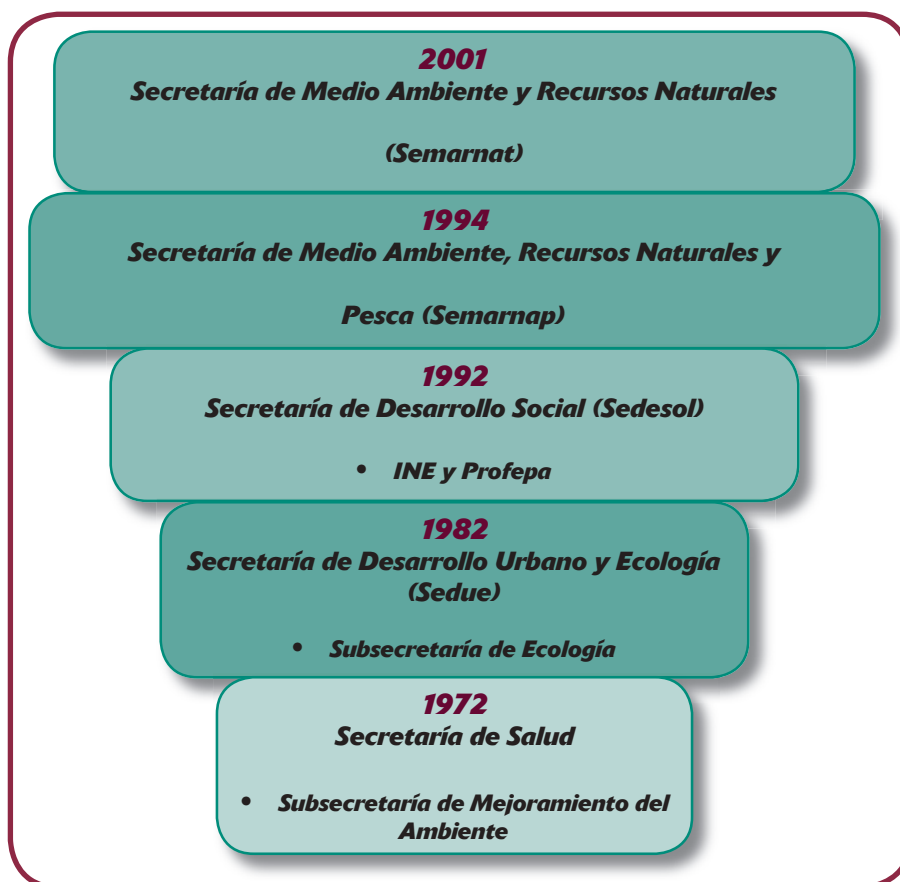 2001
Secretaría de Medio Ambiente y Recursos Naturales
(Semarnat)
1994
Secretaría de Medio Ambiente, Recursos Naturales y
Pesca (Semarnap)
1992
Secretaría de Desarrollo Social (Sedesol)
• INE y Profepa
1982
Secretaría de Desarrollo Urbano y Ecología
(Sedue)
• Subsecretaría de Ecología
1972
Secretaría de Salud
• Subsecretaría de Mejoramiento del
Ambiente